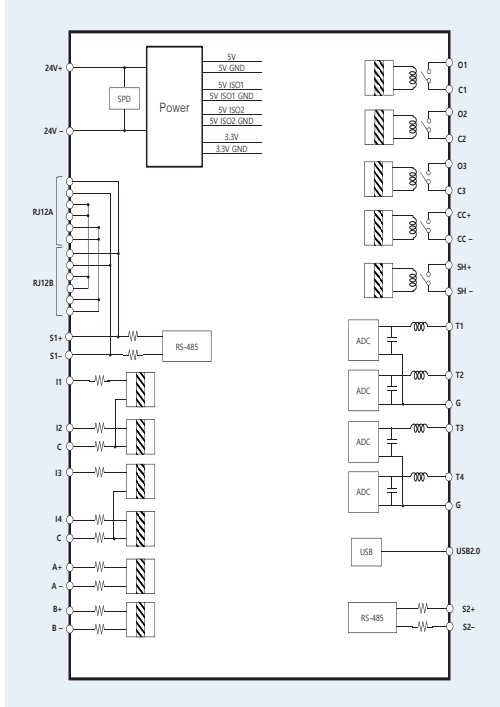 24V+
SPD
24V –
Power
5V
5V GND
5V ISO1
5V ISO1 GND
5V ISO2
5V ISO2 GND
3.3V
3.3V GND
RJ12A
RJ12B
S1+
S1–
RS-485
I1
I2
C
I3
I4
C
A+
A –
B+
B –
O1
C1
O2
C2
O3
C3
CC+
CC –
SH+
SH –
ADC
T1
ADC
T2
G
ADC
T3
ADC
T4
G
USB
USB2.0
RS-485
S2+
S2–